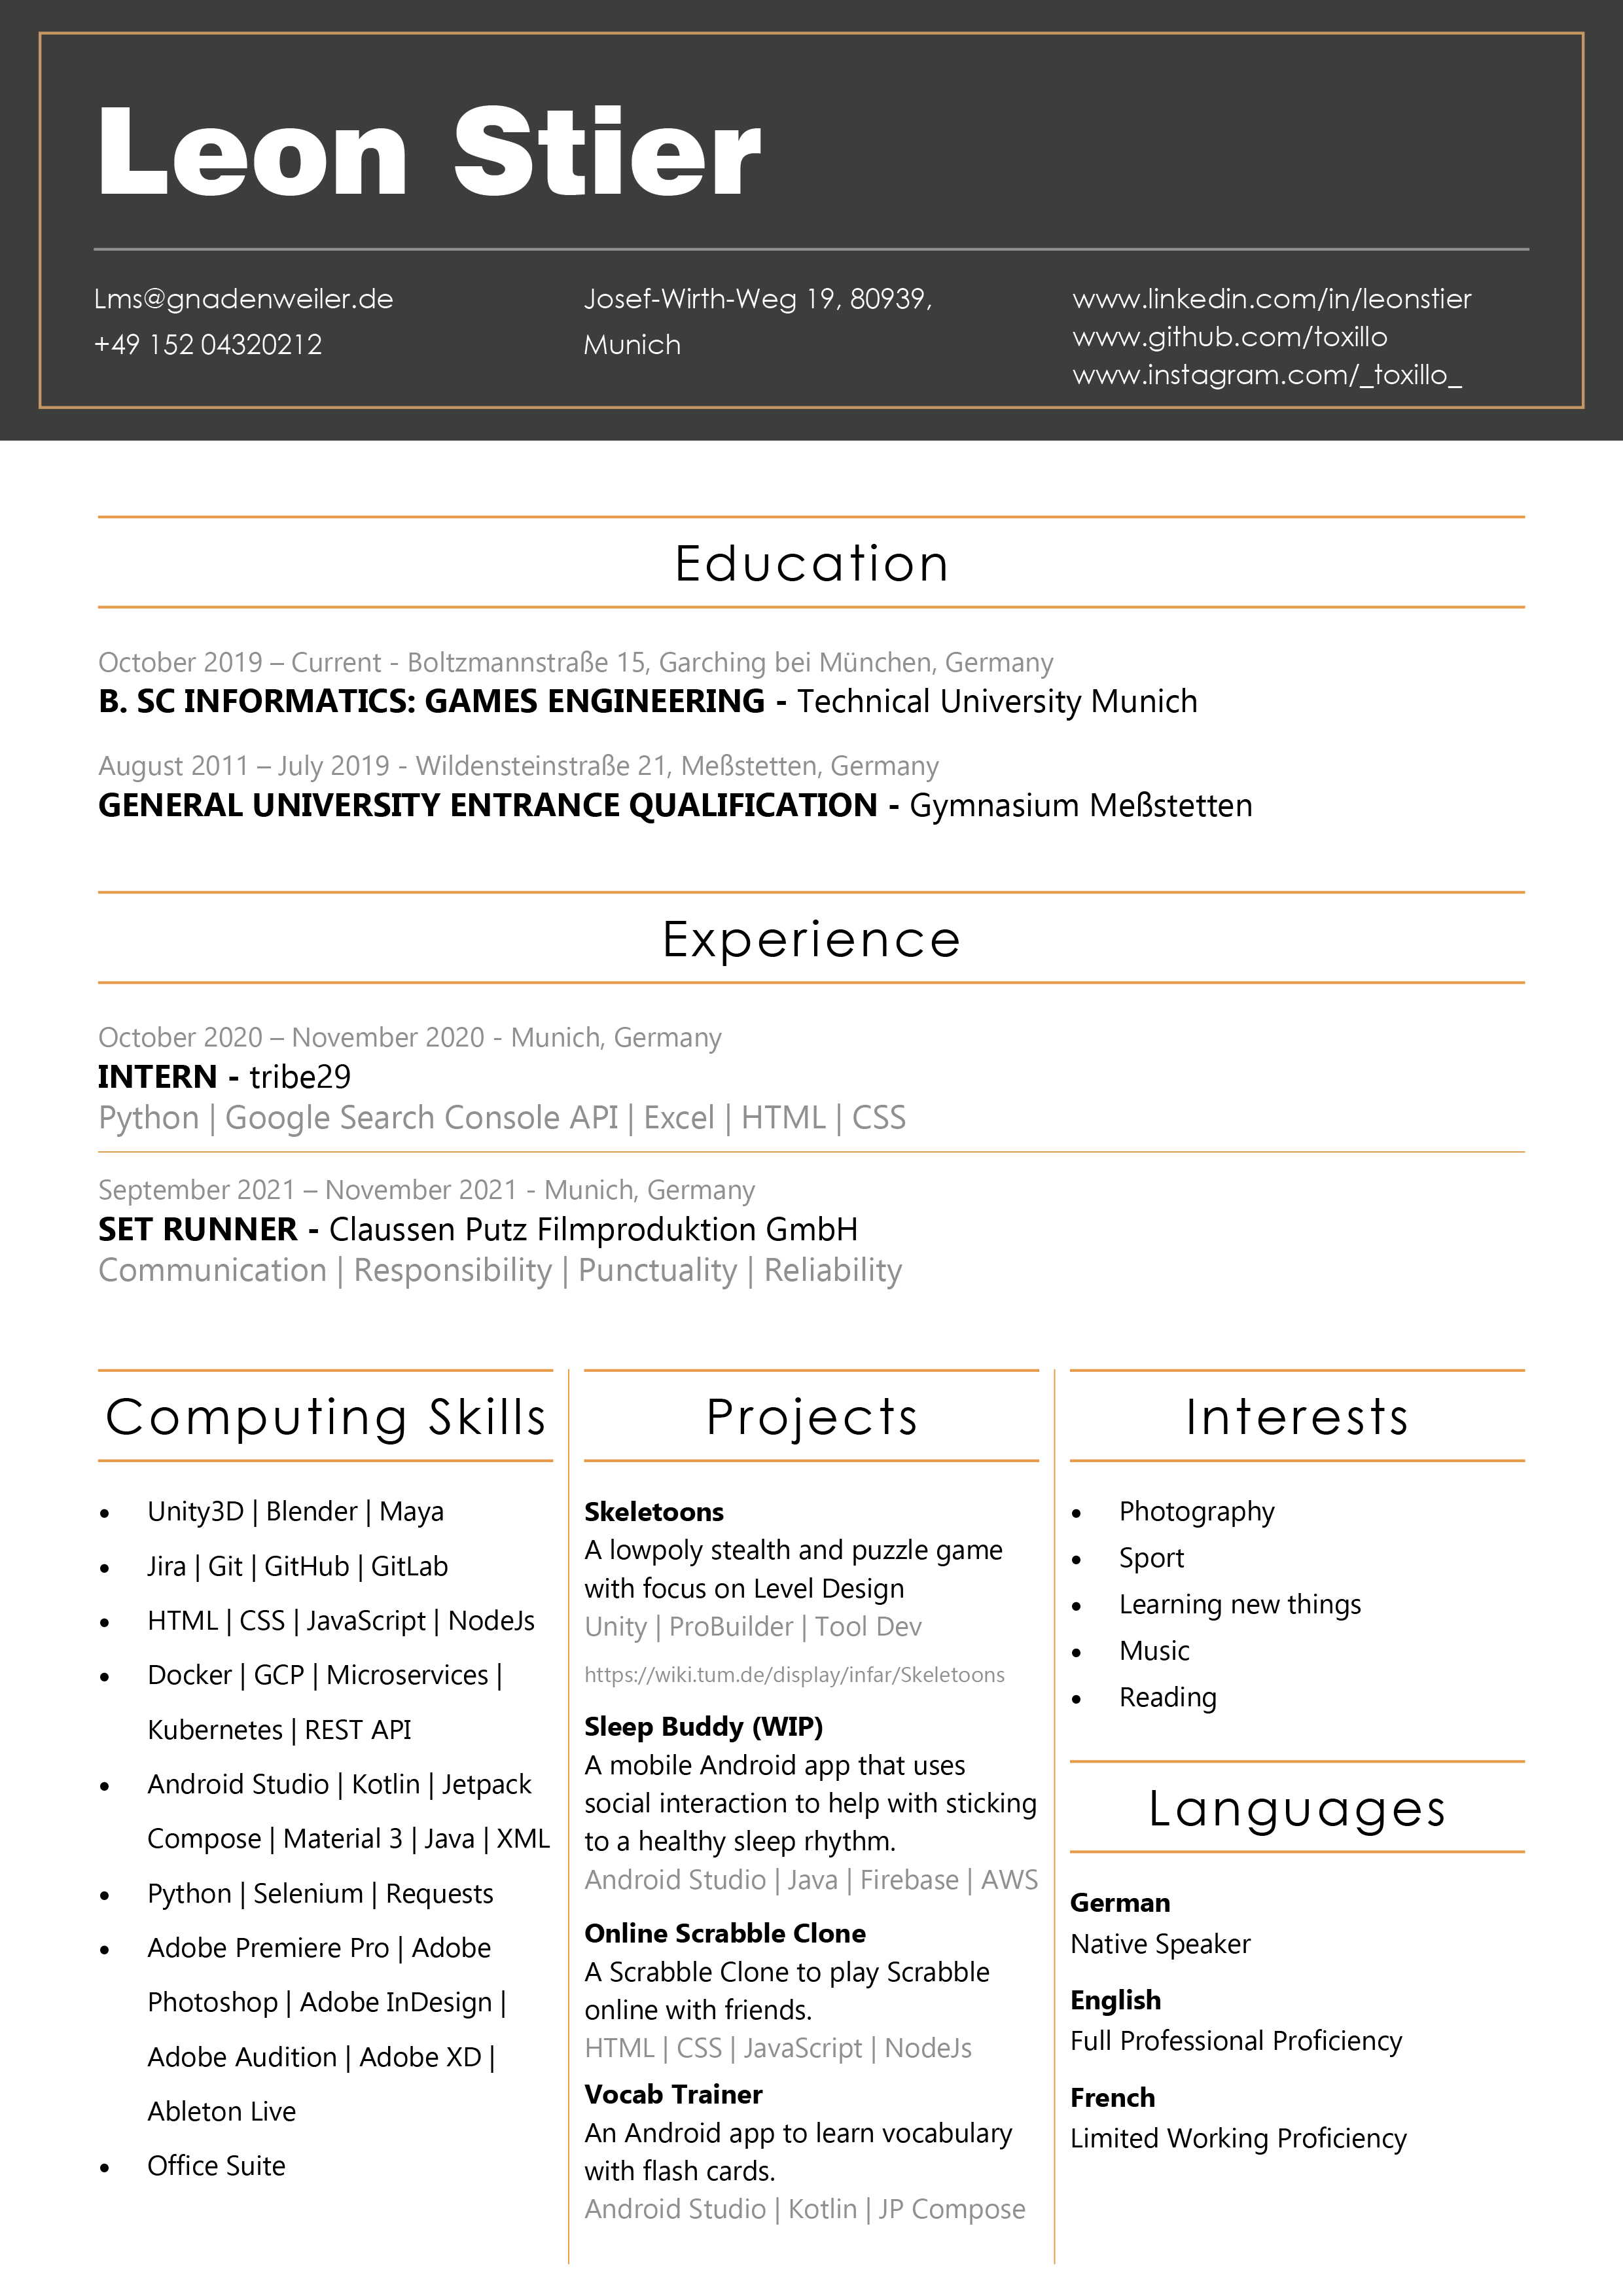 Leon Stier
Lms@gnadenweiler.de
+49 152 04320212
Josef-Wirth-Weg 19, 80939,
Munich
www.linkedin.com/in/leonstier
www.github.com/toxillo
www.instagram.com/_toxillo_
Education
October 2019 – Current - Boltzmannstraße 15, Garching bei München, Germany
B. SC INFORMATICS: GAMES ENGINEERING - Technical University Munich
August 2011 – July 2019 - Wildensteinstraße 21, Meßstetten, Germany
GENERAL UNIVERSITY ENTRANCE QUALIFICATION - Gymnasium Meßstetten
Experience
October 2020 – November 2020 - Munich, Germany
INTERN - tribe29
Python | Google Search Console API | Excel | HTML | CSS
September 2021 – November 2021 - Munich, Germany
SET RUNNER - Claussen Putz Filmproduktion GmbH
Communication | Responsibility | Punctuality | Reliability
Computing Skills
• Unity3D | Blender | Maya
• Jira | Git | GitHub | GitLab
• HTML | CSS | JavaScript | NodeJs
• Docker | GCP | Microservices |
Kubernetes | REST API
• Android Studio | Kotlin | Jetpack
Compose | Material 3 | Java | XML
• Python | Selenium | Requests
• Adobe Premiere Pro | Adobe
Photoshop | Adobe InDesign |
Adobe Audition | Adobe XD |
Ableton Live
• Office Suite
Projects
Skeletoons
A lowpoly stealth and puzzle game
with focus on Level Design
Unity | ProBuilder | Tool Dev
https://wiki.tum.de/display/infar/Skeletoons
Sleep Buddy (WIP)
A mobile Android app that uses
social interaction to help with sticking
to a healthy sleep rhythm.
Android Studio | Java | Firebase | AWS
Online Scrabble Clone
A Scrabble Clone to play Scrabble
online with friends.
HTML | CSS | JavaScript | NodeJs
Vocab Trainer
An Android app to learn vocabulary
with flash cards.
Android Studio | Kotlin | JP Compose
Interests
• Photography
• Sport
• Learning new things
• Music
• Reading
Languages
German
Native Speaker
English
Full Professional Proficiency
French
Limited Working Proficiency